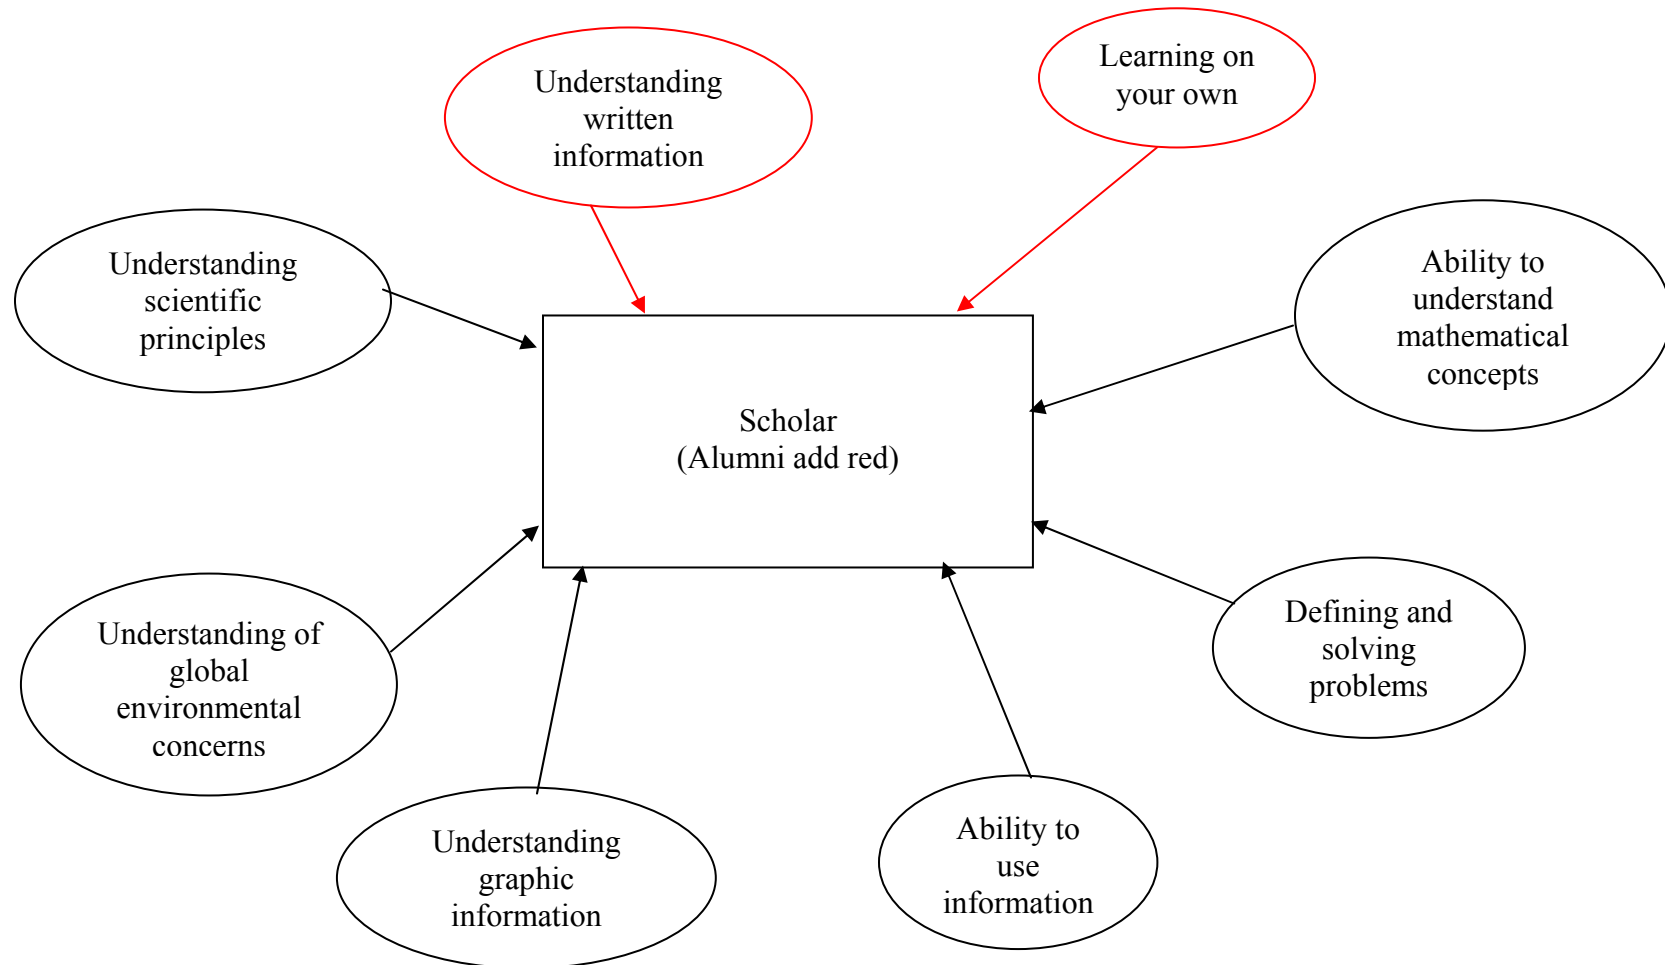 Understanding
written
information
Learning on
your own
Understanding
scientific
principles
Ability to
understand
mathematical
concepts
Scholar
(Alumni add red)
Understanding of
global
environmental
concerns
Defining and
solving
problems
Understanding
graphic
information
Ability to
use
information